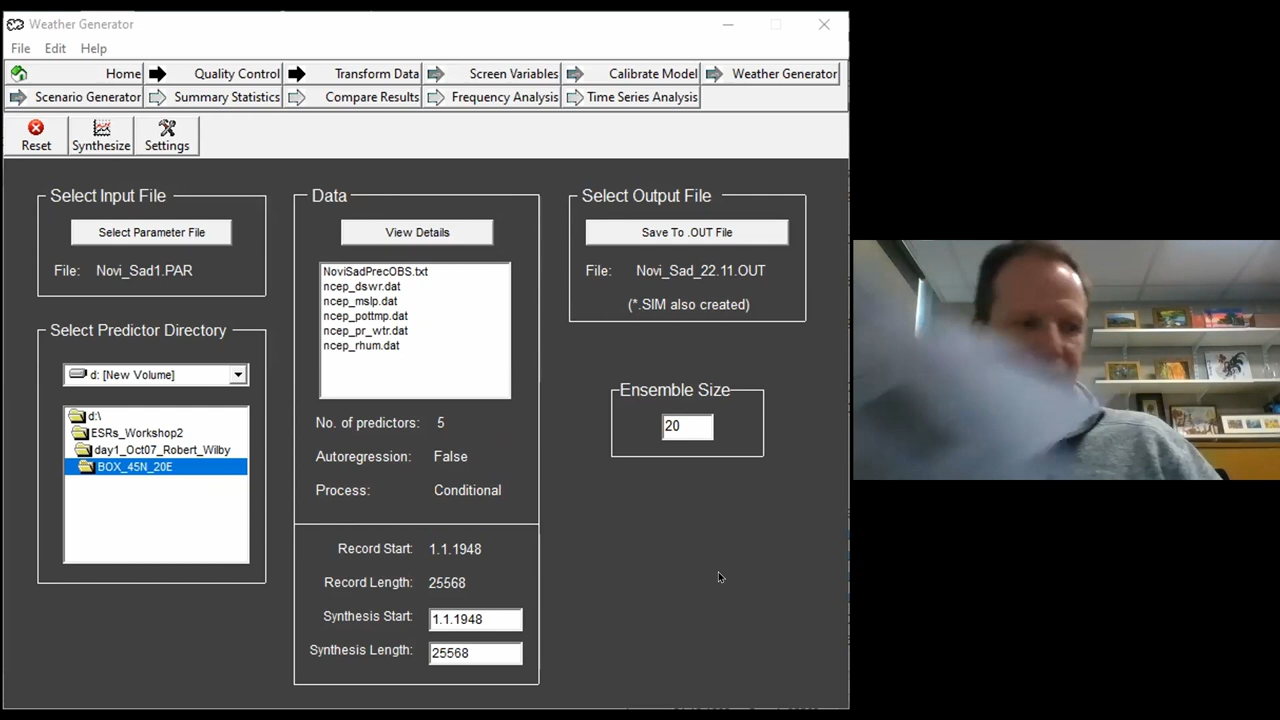 Weather Generator
File Edit Help
Home Quality Control Transform Data Screen Variables Calibrate Model Weather Generator
Scenario Generator Summary Statistics Compare Results Frequency Analysis Time Series Analysis
Reset Synthesize Settings
Select Input File
Select Parameter File
File: Novi_Sad1.PAR
Select Predictor Directory
d: [New Volume]
d:\
ESRs_Workshop2
day1_Oct07_Robert_Wilby
BOX_45N_20E
Data
View Details
NoviSadPrecOBS.txt
ncep_dswr.dat
ncep_mslp.dat
ncep_pottmp.dat
ncep_pr_wtr.dat
ncep_rhum.dat
No. of predictors: 5
Autoregression: False
Process: Conditional
Record Start: 1.1.1948
Record Length: 25568
Synthesis Start: 1.1.1948
Synthesis Length: 25568
Select Output File
Save To .OUT File
File: Novi_Sad_22.11.OUT
(*.SIM also created)
Ensemble Size
20